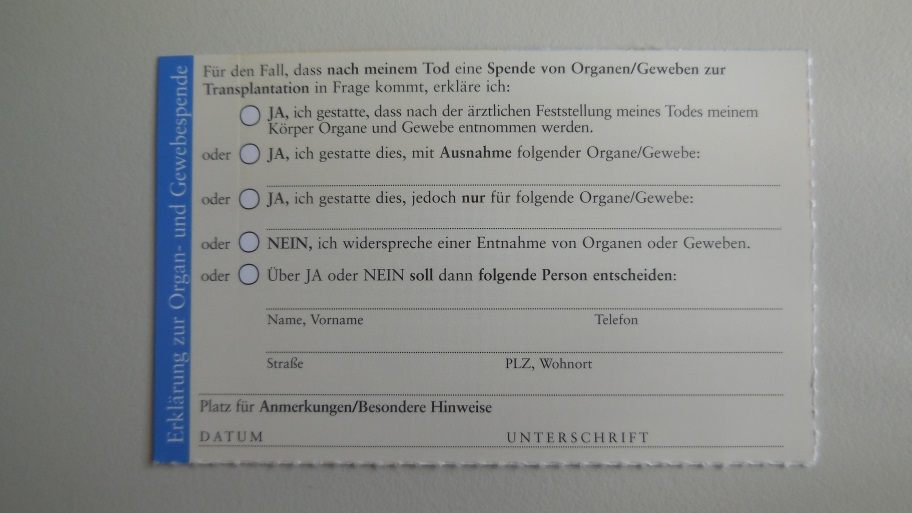 Erklärung zur Organ- und Gewebespende
Für den Fall, dass nach meinem Tod eine Spende von Organen/Geweben zur
Transplantation in Frage kommt, erkläre ich:
JA, ich gestatte, dass nach der ärztlichen Feststellung meines Todes meinem
Körper Organe und Gewebe entnommen werden.
oder JA, ich gestatte dies, mit Ausnahme folgender Organe/Gewebe:
oder JA, ich gestatte dies, jedoch nur für folgende Organe/Gewebe:
oder NEIN, ich widerspreche einer Entnahme von Organen oder Geweben.
oder Über JA oder NEIN soll dann folgende Person entscheiden:
Name, Vorname Telefon
Straße PLZ, Wohnort
Platz für Anmerkungen/Besondere Hinweise
DATUM UNTERSCHRIFT